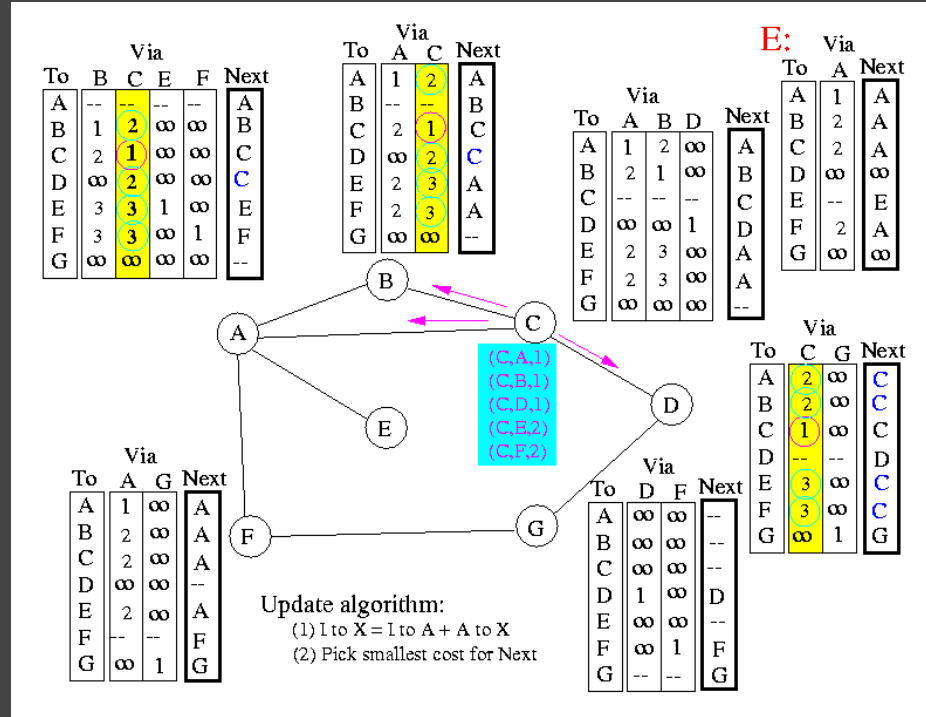 Via
To B C E F Next
A -- -- -- -- A
B 1 2 ∞ ∞ B
C 2 1 ∞ ∞ C
D ∞ 2 ∞ ∞ C
E 3 3 1 ∞ E
F 3 3 ∞ 1 F
G ∞ ∞ ∞ ∞ --
Via
To A C Next
A 1 2 A
B -- -- B
C 2 1 C
D ∞ 2 C
E 2 3 A
F 2 3 A
G ∞ ∞ --
Via
To A B D Next
A 1 2 ∞ A
B 2 1 ∞ B
C -- -- -- C
D ∞ ∞ 1 D
E 2 3 ∞ A
F 2 3 ∞ A
G ∞ ∞ ∞ --
E:
Via
To A Next
A 1 A
B 2 A
C 2 A
D ∞ ∞
E -- E
F 2 A
G ∞ ∞
B
A
C
(C,A,1)
(C,B,1)
(C,D,1)
(C,E,2)
(C,F,2)
D
E
F
G
Via
To C G Next
A 2 ∞ C
B 2 ∞ C
C 1 ∞ C
D -- -- D
E 3 ∞ C
F 3 ∞ C
G ∞ 1 G
Via
To A G Next
A 1 ∞ A
B 2 ∞ A
C 2 ∞ A
D ∞ ∞ --
E 2 ∞ A
F -- -- F
G ∞ 1 G
Via
To D F Next
A ∞ ∞ --
B ∞ ∞ --
C ∞ ∞ --
D 1 ∞ D
E ∞ ∞ --
F ∞ 1 F
G -- -- G
Update algorithm:
(1) I to X = I to A + A to X
(2) Pick smallest cost for Next